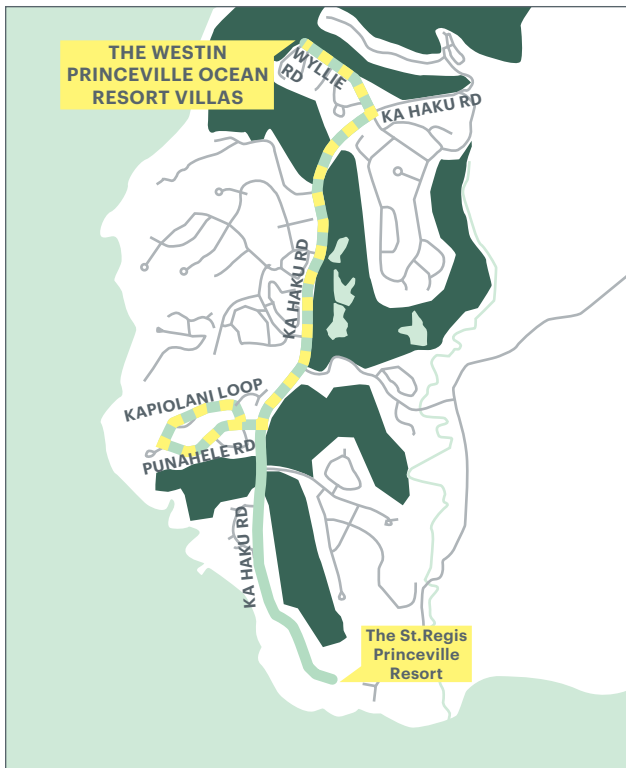 THE WESTIN
PRINCEVILLE OCEAN
RESORT VILLAS
WYLLIE
RD
KA HAKU RD
KA HAKU RD
KAPIOLANI LOOP
PUNAHELE RD
KA HAKU RD
The St.Regis
Princeville
Resort